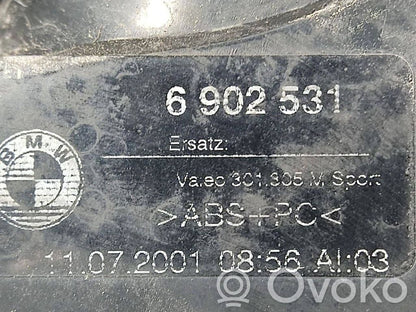 6 902 531
BMW
Ersatz:
Valeo 301.305 M Sport
>ABS+PC<
11.07.2001 08:56 AI:03
Ovoko